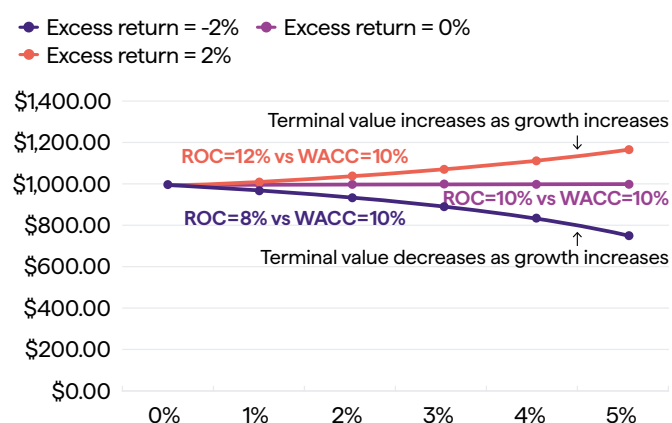 Excess return = -2% Excess return = 0%
Excess return = 2%
$1,400.00
Terminal value increases as growth increases
$1,200.00
ROC=12% vs WACC=10%
$1,000.00
ROC=10% vs WACC=10%
ROC=8% vs WACC=10%
$800.00
Terminal value decreases as growth increases
$600.00
$400.00
$200.00
$0.00
0% 1% 2% 3% 4% 5%